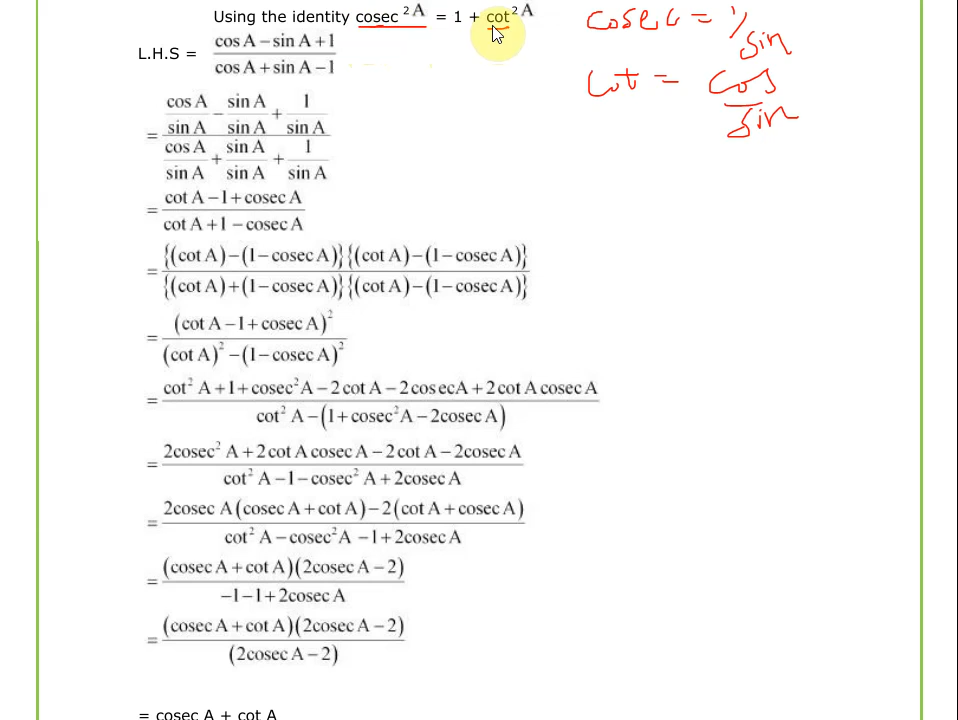 Using the identity cosec ²A = 1 + cot²A
cosec = 1/sin
cot = cos/sin
L.H.S = (cos A − sin A + 1)/(cos A + sin A − 1)
= (cos A/sin A − sin A/sin A + 1/sin A)/(cos A/sin A + sin A/sin A + 1/sin A)
= (cot A − 1 + cosec A)/(cot A + 1 − cosec A)
= {(cot A) − (1 − cosec A)}{(cot A) − (1 − cosec A)}/{(cot A) + (1 − cosec A)}{(cot A) − (1 − cosec A)}
= (cot A − 1 + cosec A)²/(cot A)² − (1 − cosec A)²
= cot² A + 1 + cosec² A − 2 cot A − 2 cos ecA + 2 cot A cosec A/cot² A − (1 + cosec² A − 2cosec A)
= 2cosec² A + 2 cot A cosec A − 2 cot A − 2cosec A/cot² A − 1 − cosec² A + 2cosec A
= 2cosec A (cosec A + cot A) − 2 (cot A + cosec A)/cot² A − cosec² A − 1 + 2cosec A
= (cosec A + cot A)(2cosec A − 2)/−1 − 1 + 2cosec A
= (cosec A + cot A)(2cosec A − 2)/(2cosec A − 2)
= cosec A + cot A